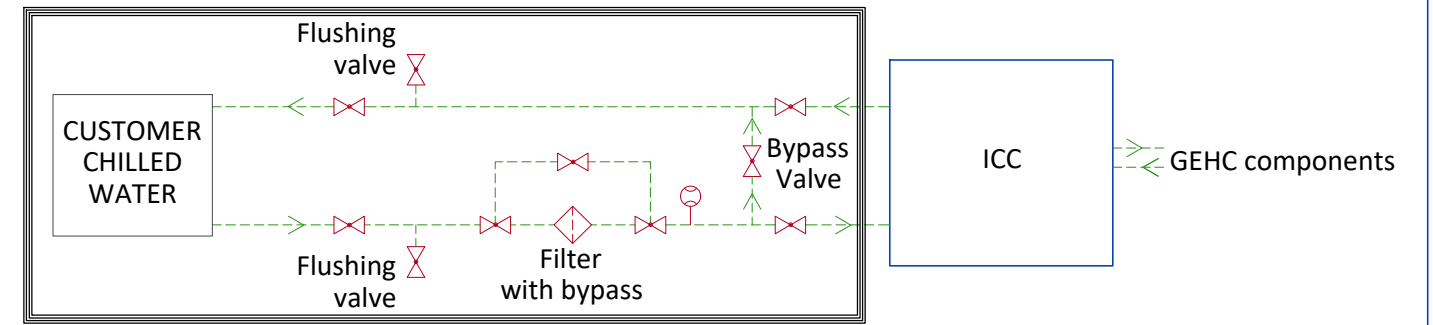 Flushing
valve
CUSTOMER
CHILLED
WATER
Bypass
Valve
ICC
GEHC components
Flushing
valve
Filter
with bypass